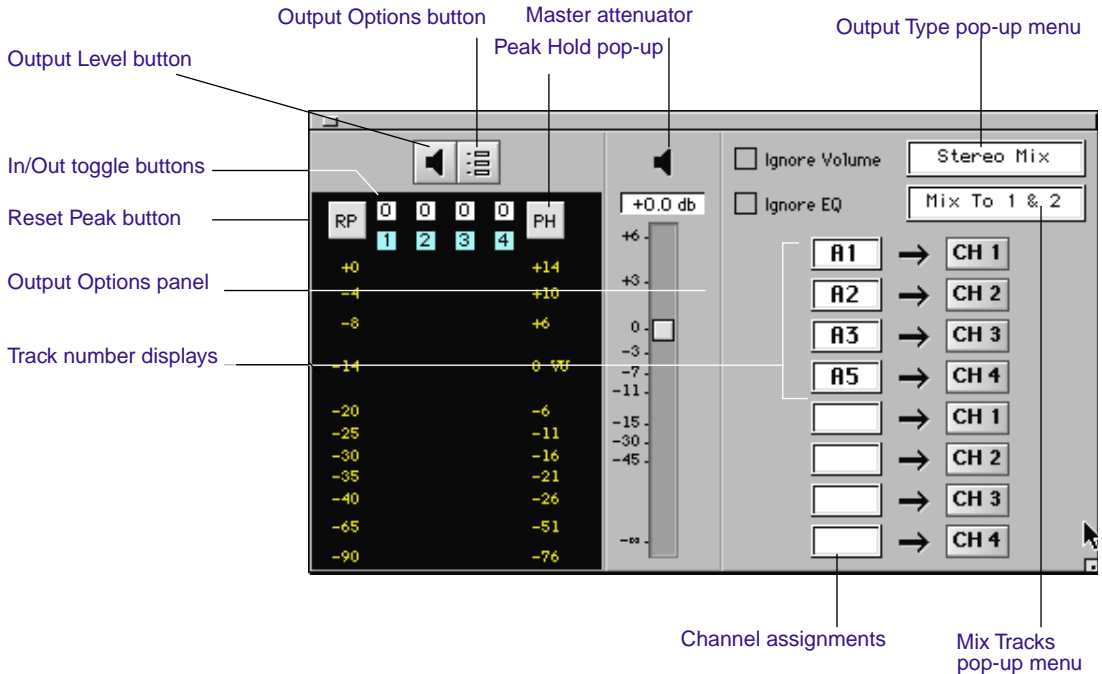 Output Options button
Master attenuator
Output Type pop-up menu
Peak Hold pop-up
Output Level button
In/Out toggle buttons
Reset Peak button
Output Options panel
Track number displays
Ignore Volume
Stereo Mix
Ignore EQ
Mix To 1 & 2
RP
O O O O
PH
1 2 3 4
+0 +14
-4 +10
-8 +6
-14 0 VU
-20 -6
-25 -11
-30 -16
-35 -21
-40 -26
-65 -51
-90 -76
+0.0 db
+6
+3
0
-3
-7
-11
-15
-30
-45
-∞
A1 → CH 1
A2 → CH 2
A3 → CH 3
A5 → CH 4
→ CH 1
→ CH 2
→ CH 3
→ CH 4
Channel assignments
Mix Tracks
pop-up menu